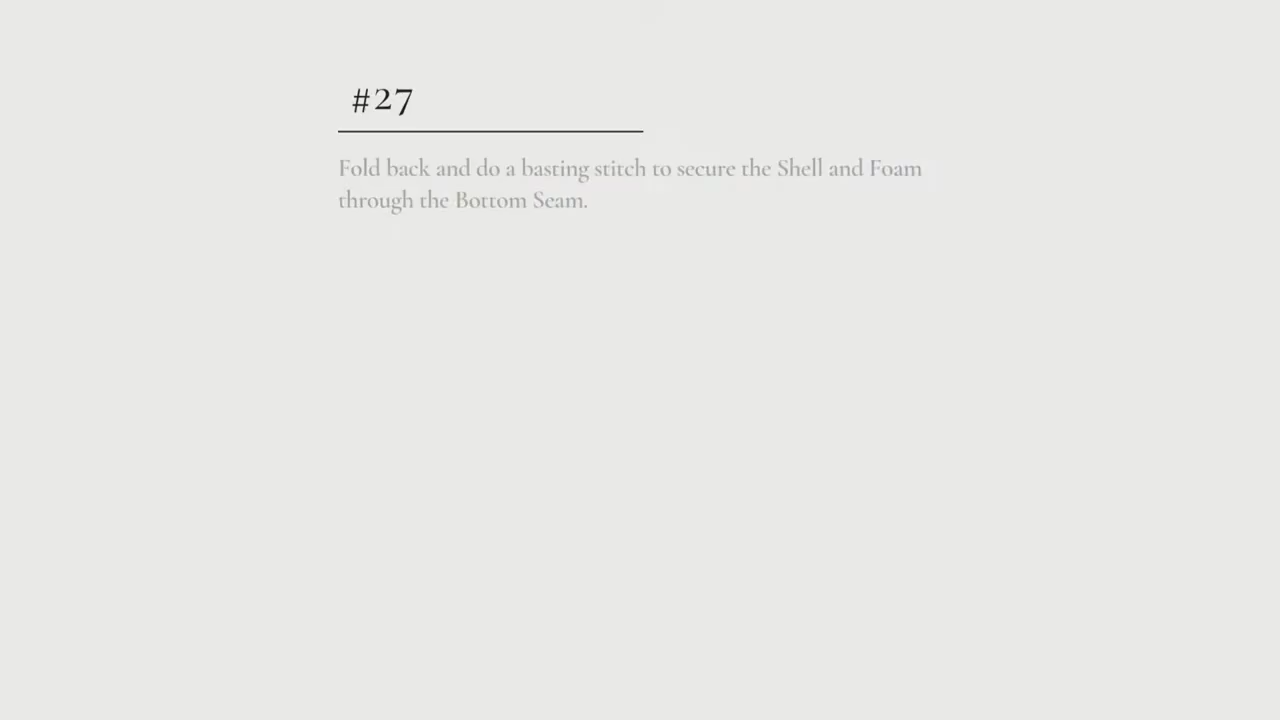 #27
Fold back and do a basting stitch to secure the Shell and Foam
through the Bottom Seam.